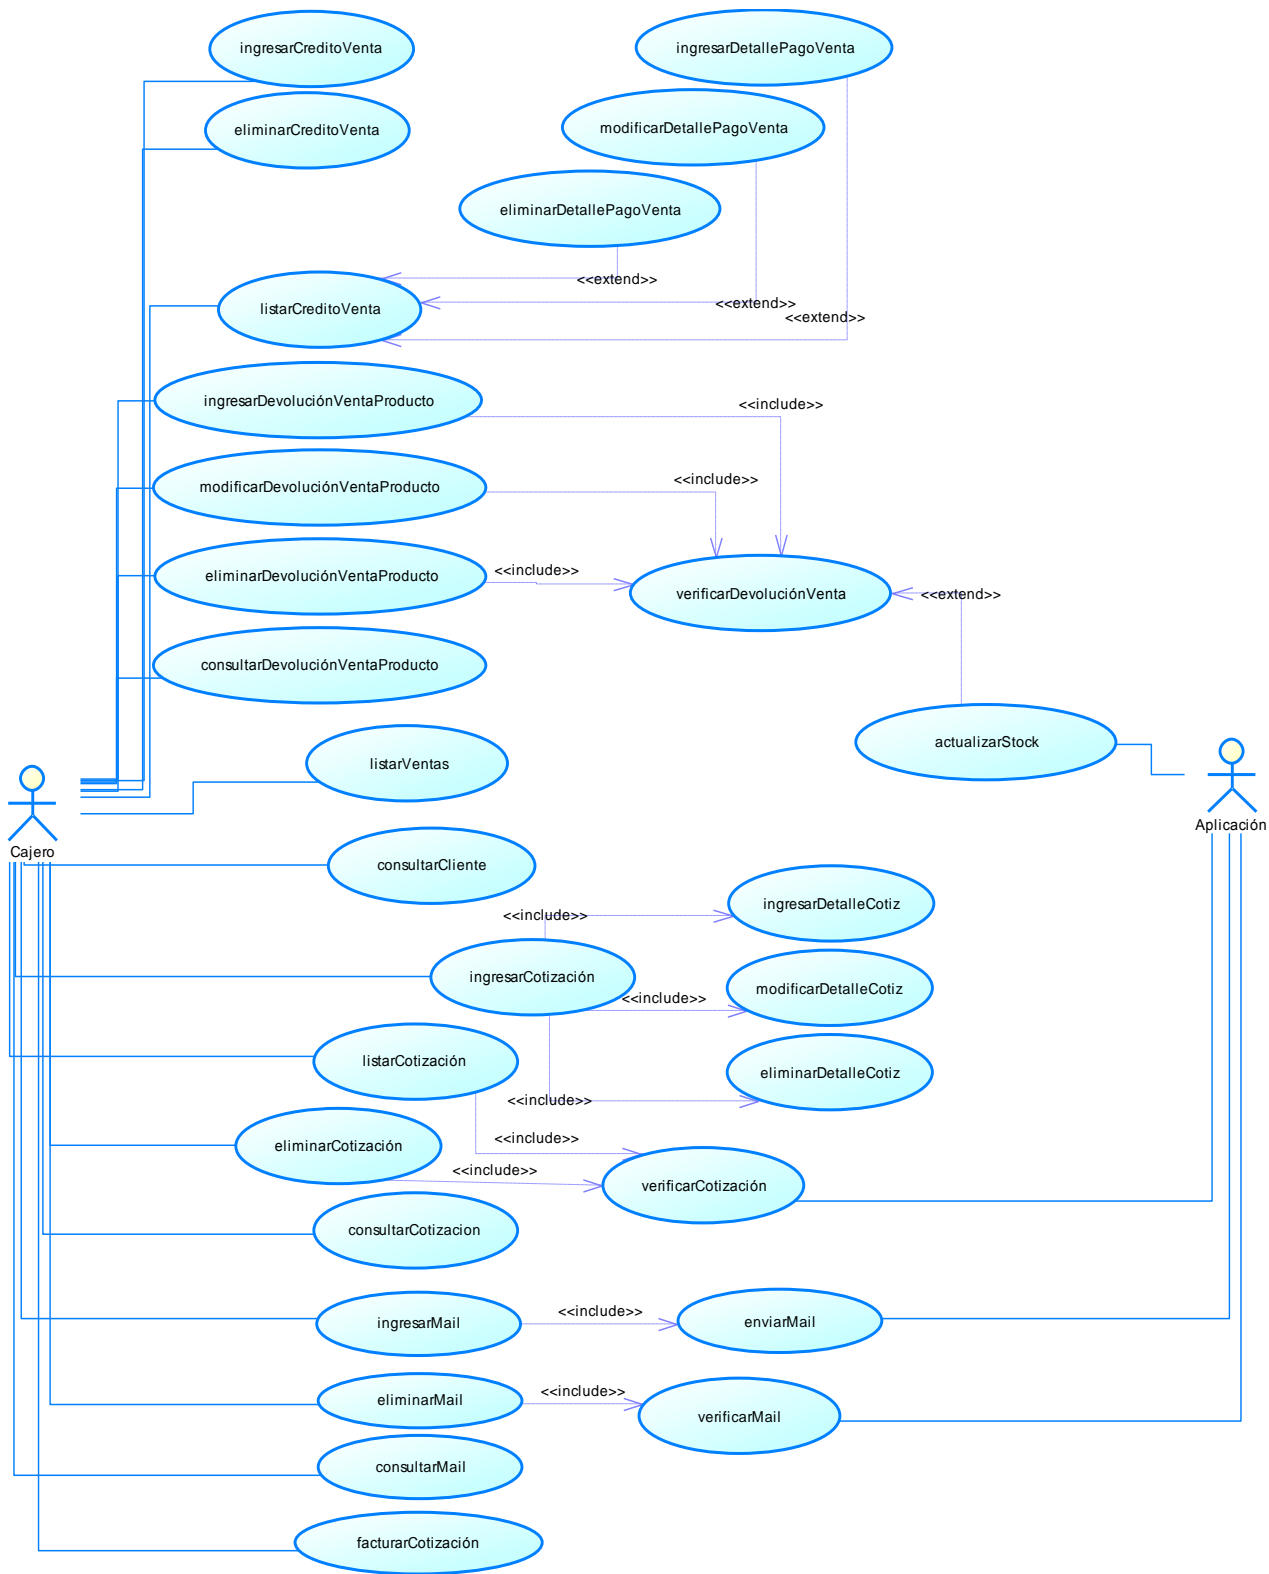 ingresarCreditoVenta
ingresarDetallePagoVenta
eliminarCreditoVenta
modificarDetallePagoVenta
eliminarDetallePagoVenta
<<extend>>
listarCreditoVenta
<<extend>>
<<extend>>
ingresarDevoluciónVentaProducto
<<include>>
modificarDevoluciónVentaProducto
<<include>>
eliminarDevoluciónVentaProducto
<<include>>
verificarDevoluciónVenta
<<extend>>
consultarDevoluciónVentaProducto
actualizarStock
listarVentas
Aplicación
Cajero
consultarCliente
ingresarDetalleCotiz
<<include>>
ingresarCotización
modificarDetalleCotiz
<<include>>
listarCotización
eliminarDetalleCotiz
<<include>>
<<include>>
eliminarCotización
<<include>>
verificarCotización
consultarCotizacion
<<include>>
ingresarMail
enviarMail
<<include>>
eliminarMail
verificarMail
consultarMail
facturarCotización